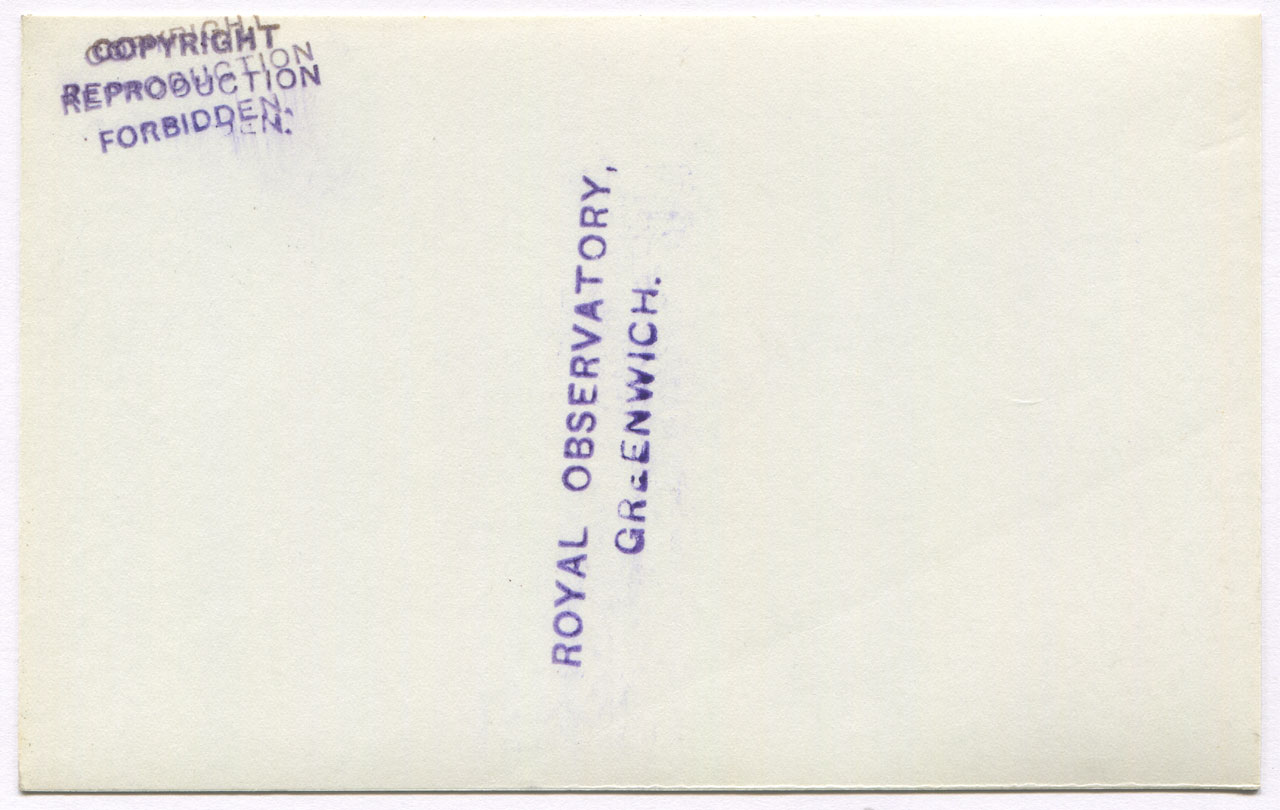 COPYRIGHT
REPRODUCTION
FORBIDDEN.
ROYAL OBSERVATORY,
GREENWICH.